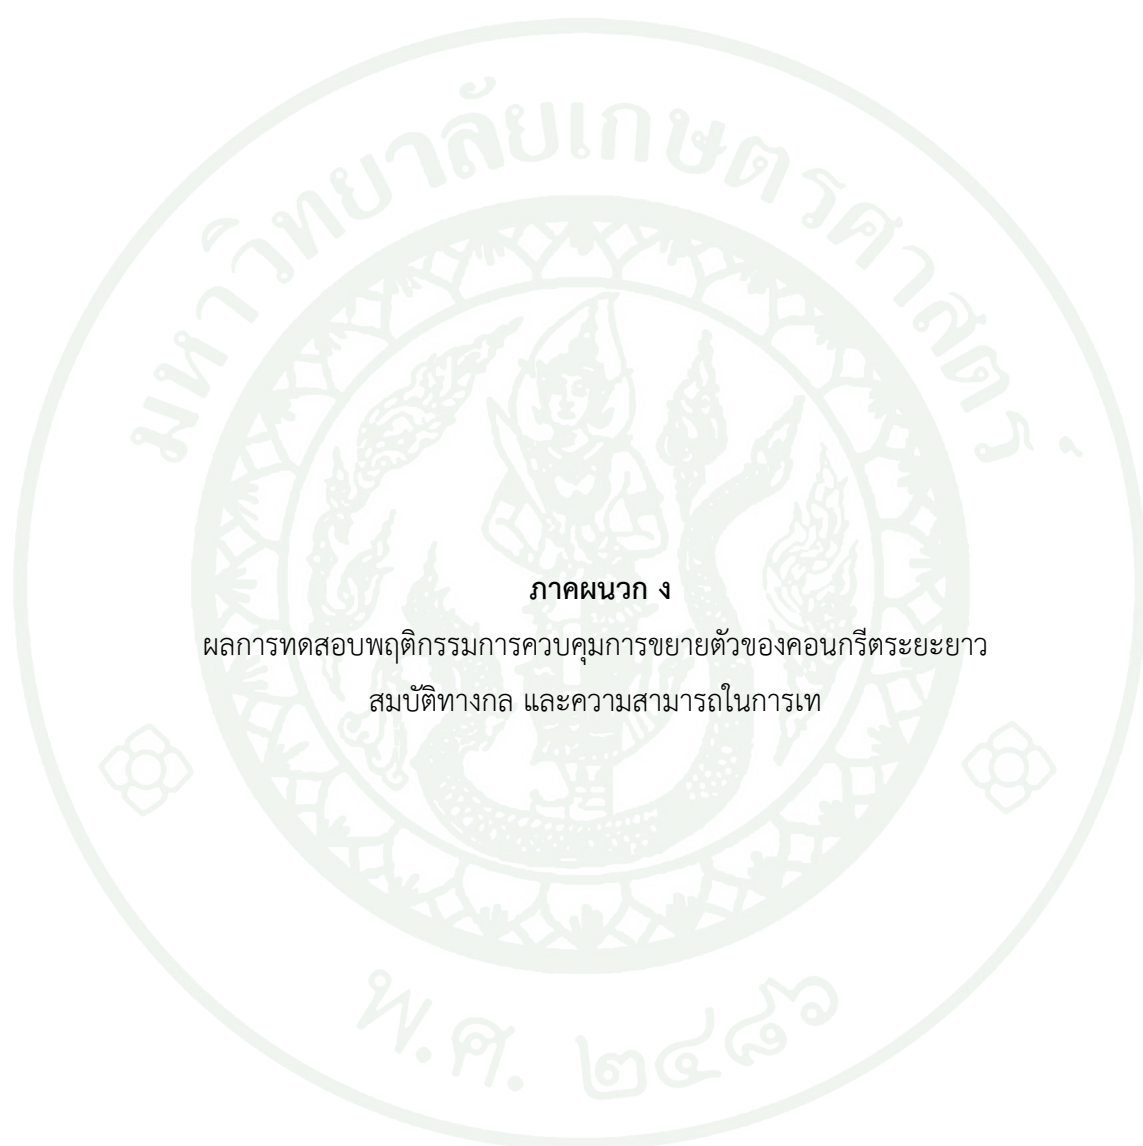 มหาวิทยาลัยเกษตรศาสตร์
ภาคผนวก ง
ผลการทดสอบพฤติกรรมการควบคุมการขยายตัวของคอนกรีตระยะยาว
สมบัติทางกล และความสามารถในการเท
พ.ศ. ๒๔๘๖